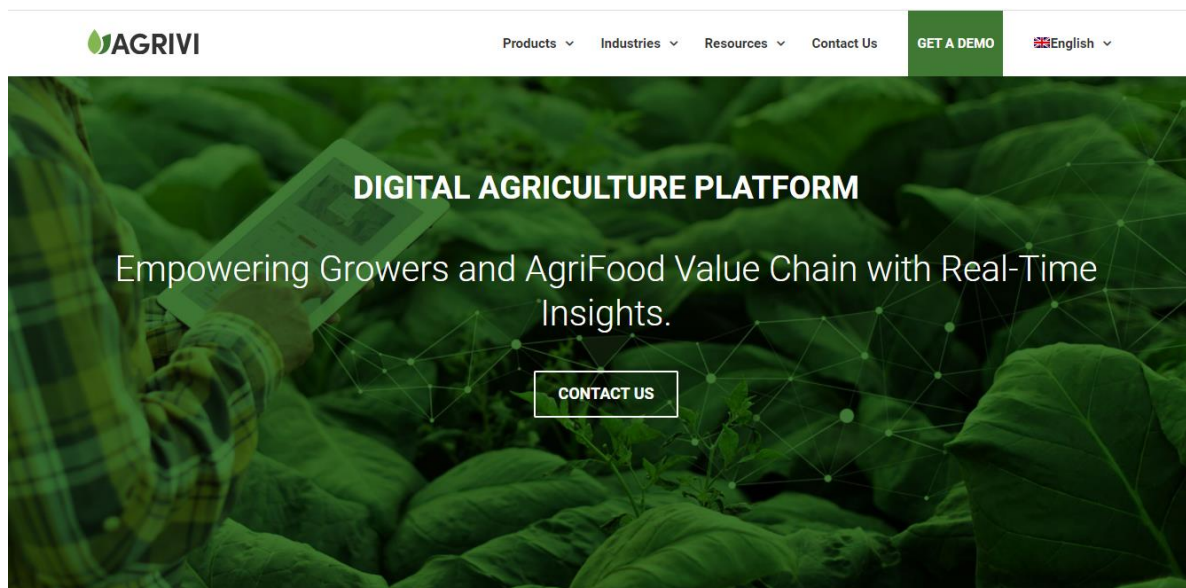 AGRIVI
Products
Industries
Resources
Contact Us
GET A DEMO
English
DIGITAL AGRICULTURE PLATFORM
Empowering Growers and AgriFood Value Chain with Real-Time
Insights.
CONTACT US